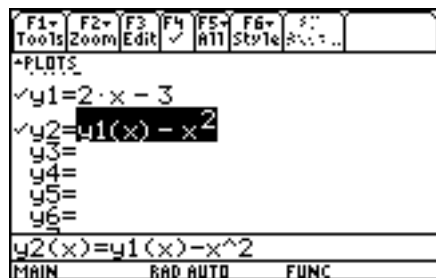 F1▾ F2▾ F3 F4 F5▾ F6▾
Tools Zoom Edit ✓ All Style
▴PLOTS
✓y1=2·x − 3
✓y2=y1(x) − x²
y3=
y4=
y5=
y6=
y2(x)=y1(x)-x^2
MAIN RAD AUTO FUNC